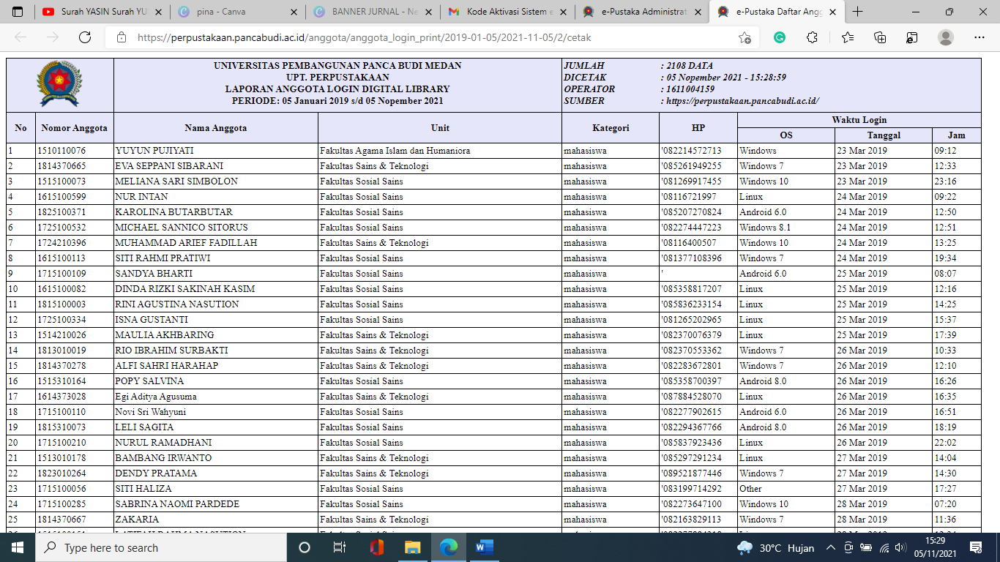 Surah YASIN Surah YU
pina - Canva
BANNER JURNAL - Ne
Kode Aktivasi Sistem e
e-Pustaka Administrat
e-Pustaka Daftar Angg
https://perpustakaan.pancabudi.ac.id/anggota/anggota_login_print/2019-01-05/2021-11-05/2/cetak
UNIVERSITAS PEMBANGUNAN PANCA BUDI MEDAN
UPT. PERPUSTAKAAN
LAPORAN ANGGOTA LOGIN DIGITAL LIBRARY
PERIODE: 05 Januari 2019 s/d 05 Nopember 2021
JUMLAH : 2108 DATA
DICETAK : 05 Nopember 2021 - 15:28:59
OPERATOR : 1611004159
SUMBER : https://perpustakaan.pancabudi.ac.id/
No Nomor Anggota Nama Anggota Unit Kategori HP Waktu Login
OS Tanggal Jam
1 1510110076 YUYUN PUJIYATI Fakultas Agama Islam dan Humaniora mahasiswa '082214572713 Windows 23 Mar 2019 09:12
2 1814370665 EVA SEPPANI SIBARANI Fakultas Sains & Teknologi mahasiswa '085261949255 Windows 7 23 Mar 2019 12:33
3 1515100073 MELIANA SARI SIMBOLON Fakultas Sosial Sains mahasiswa '081269917455 Windows 10 23 Mar 2019 23:16
4 1615100599 NUR INTAN Fakultas Sosial Sains mahasiswa '08116721997 Linux 24 Mar 2019 09:22
5 1825100371 KAROLINA BUTARBUTAR Fakultas Sosial Sains mahasiswa '085207270824 Android 6.0 24 Mar 2019 12:50
6 1725100532 MICHAEL SANNICO SITORUS Fakultas Sosial Sains mahasiswa '082274447223 Windows 8.1 24 Mar 2019 12:51
7 1724210396 MUHAMMAD ARIEF FADILLAH Fakultas Sains & Teknologi mahasiswa '08116400507 Windows 10 24 Mar 2019 13:25
8 1615100113 SITI RAHMI PRATIWI Fakultas Sosial Sains mahasiswa '081377108396 Windows 7 24 Mar 2019 19:34
9 1715100109 SANDYA BHARTI Fakultas Sosial Sains mahasiswa ' Android 6.0 25 Mar 2019 08:07
10 1615100082 DINDA RIZKI SAKINAH KASIM Fakultas Sosial Sains mahasiswa '085358817207 Linux 25 Mar 2019 12:16
11 1815100003 RINI AGUSTINA NASUTION Fakultas Sosial Sains mahasiswa '085836233154 Linux 25 Mar 2019 14:25
12 1725100334 ISNA GUSTANTI Fakultas Sosial Sains mahasiswa '081265202965 Linux 25 Mar 2019 15:37
13 1514210026 MAULIA AKHBARING Fakultas Sains & Teknologi mahasiswa '082370076379 Linux 25 Mar 2019 17:39
14 1813010019 RIO IBRAHIM SURBAKTI Fakultas Sains & Teknologi mahasiswa '082370553362 Windows 7 26 Mar 2019 10:33
15 1814370278 ALFI SAHRI HARAHAP Fakultas Sains & Teknologi mahasiswa '082283672801 Windows 7 26 Mar 2019 12:10
16 1515310164 POPY SALVINA Fakultas Sosial Sains mahasiswa '085358700397 Android 8.0 26 Mar 2019 16:26
17 1614373028 Egi Aditya Agusuma Fakultas Sains & Teknologi mahasiswa '087884528070 Linux 26 Mar 2019 16:35
18 1715100110 Novi Sri Wahyuni Fakultas Sosial Sains mahasiswa '082277902615 Android 6.0 26 Mar 2019 16:51
19 1815310073 LELI SAGITA Fakultas Sosial Sains mahasiswa '082294367766 Android 8.0 26 Mar 2019 18:19
20 1715100210 NURUL RAMADHANI Fakultas Sosial Sains mahasiswa '085837923436 Linux 26 Mar 2019 22:02
21 1513010178 BAMBANG IRWANTO Fakultas Sains & Teknologi mahasiswa '085297291234 Linux 27 Mar 2019 14:04
22 1823010264 DENDY PRATAMA Fakultas Sains & Teknologi mahasiswa '089521877446 Windows 7 27 Mar 2019 14:30
23 1715100056 SITI HALIZA Fakultas Sosial Sains mahasiswa '083199714292 Other 27 Mar 2019 17:27
24 1715100285 SABRINA NAOMI PARDEDE Fakultas Sosial Sains mahasiswa '082273647100 Windows 10 28 Mar 2019 07:20
25 1814370667 ZAKARIA Fakultas Sains & Teknologi mahasiswa '082163829113 Windows 7 28 Mar 2019 11:36
Type here to search
30°C Hujan
15:29
05/11/2021